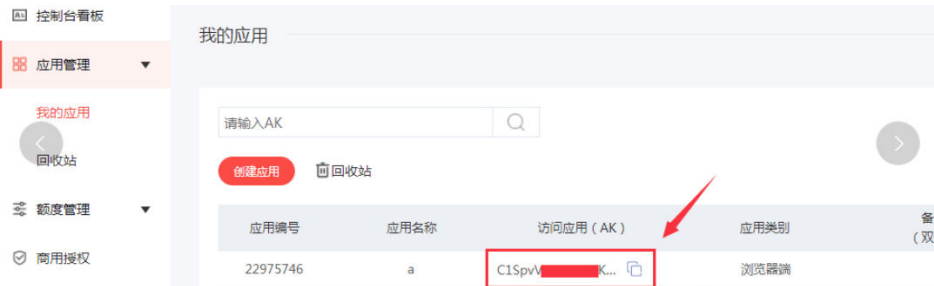 控制台看板
我的应用
应用管理
我的应用
请输入AK
回收站
创建应用 回收站
额度管理
应用编号 应用名称 访问应用（AK） 应用类别 备
（双
商用授权
22975746 a C1Spv K... 浏览器端